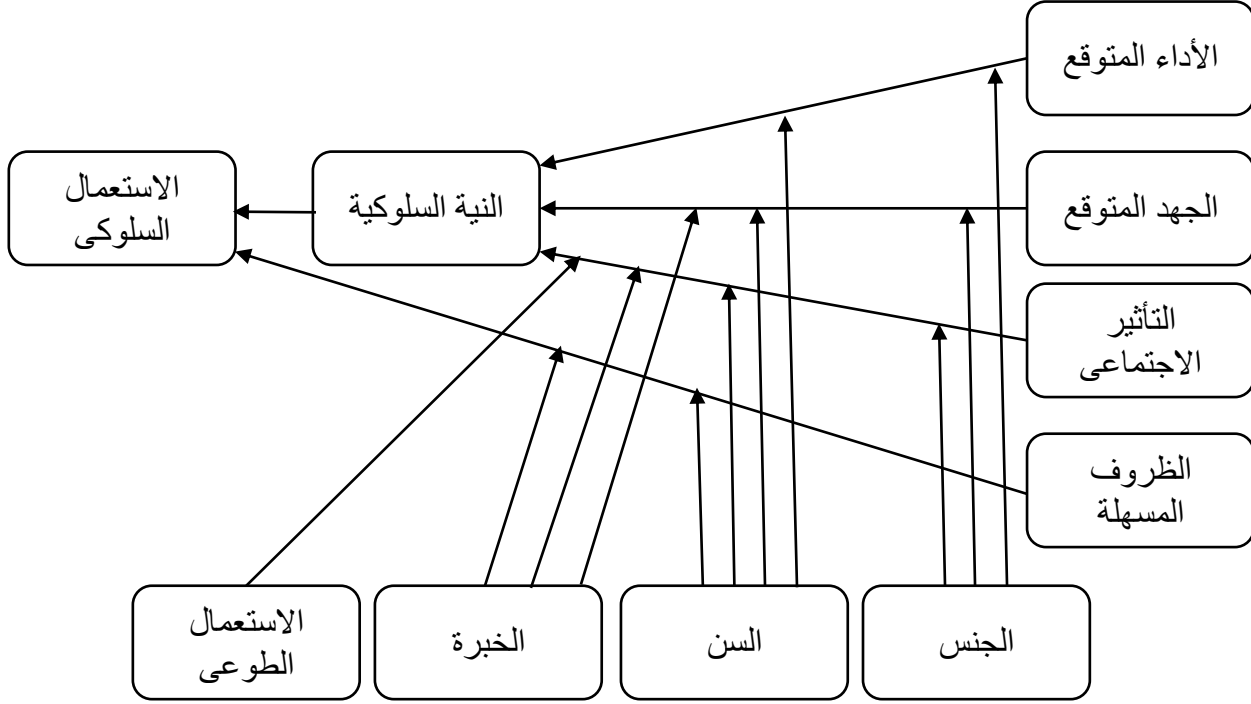 الأداء المتوقع
الاستعمال
السلوكى
النية السلوكية
الجهد المتوقع
التأثير
الاجتماعى
الظروف
المسهلة
الجنس
السن
الخبرة
الاستعمال
الطوعى